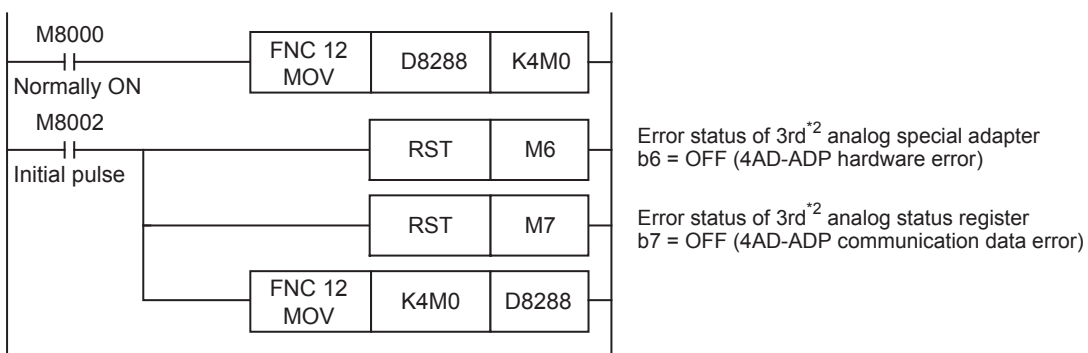 M8000
Normally ON
FNC 12
MOV
D8288
K4M0
M8002
Initial pulse
RST
M6
Error status of 3rd*2 analog special adapter
b6 = OFF (4AD-ADP hardware error)
RST
M7
Error status of 3rd*2 analog status register
b7 = OFF (4AD-ADP communication data error)
FNC 12
MOV
K4M0
D8288